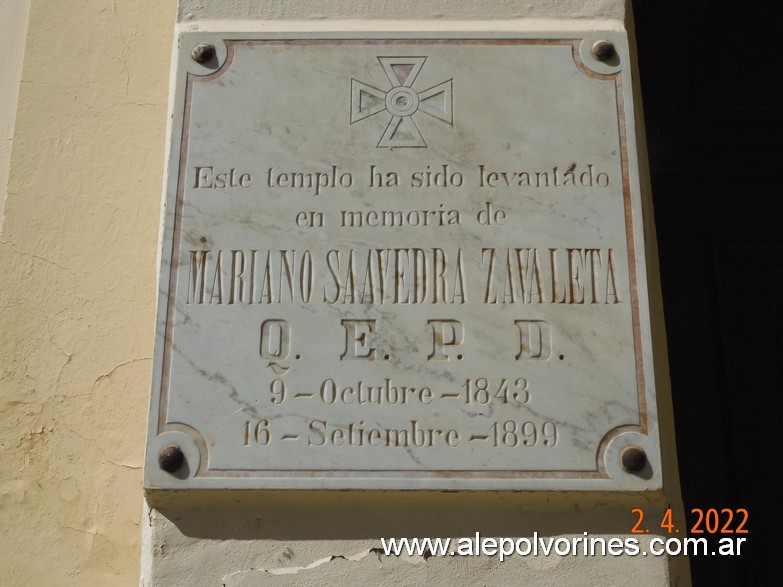 Este templo ha sido levantado
en memoria de
MARIANO SAAVEDRA ZAVALETA
Q. E. P. D.
9 - Octubre - 1843
16 - Setiembre - 1899
2. 4. 2022
www.alepolvorines.com.ar